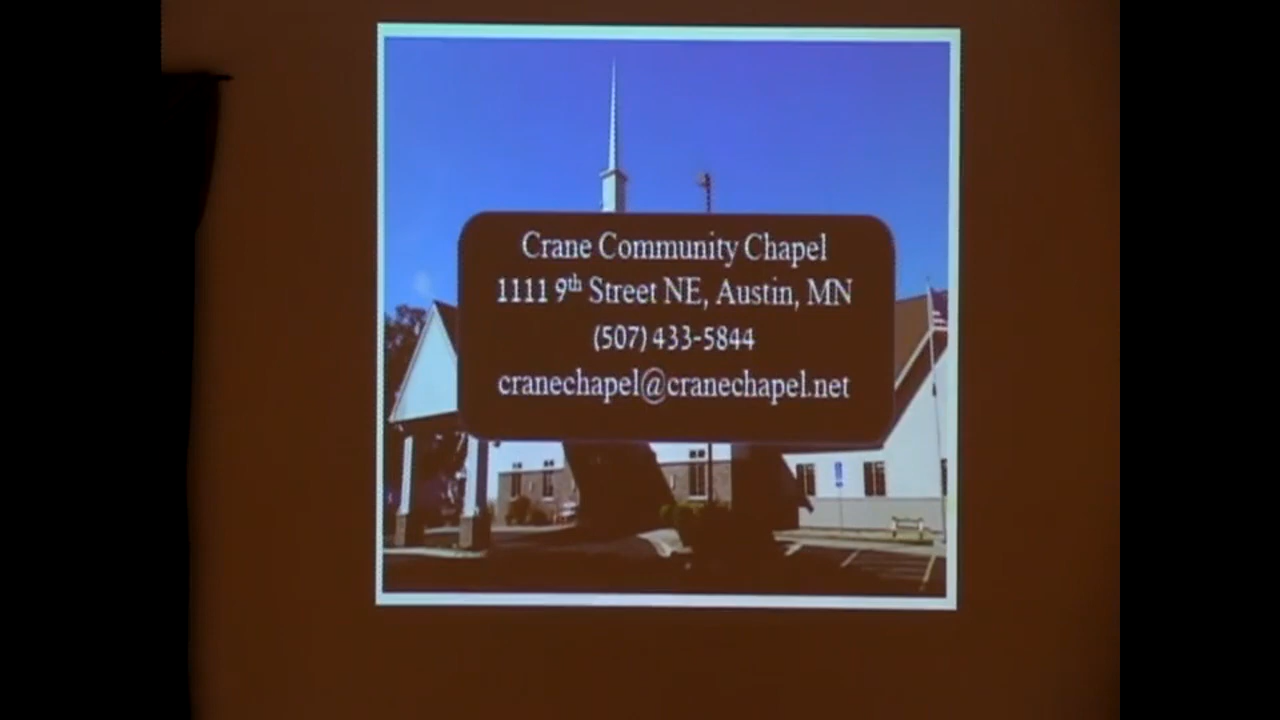 Crane Community Chapel
1111 9th Street NE, Austin, MN
(507) 433-5844
cranechapel@cranechapel.net